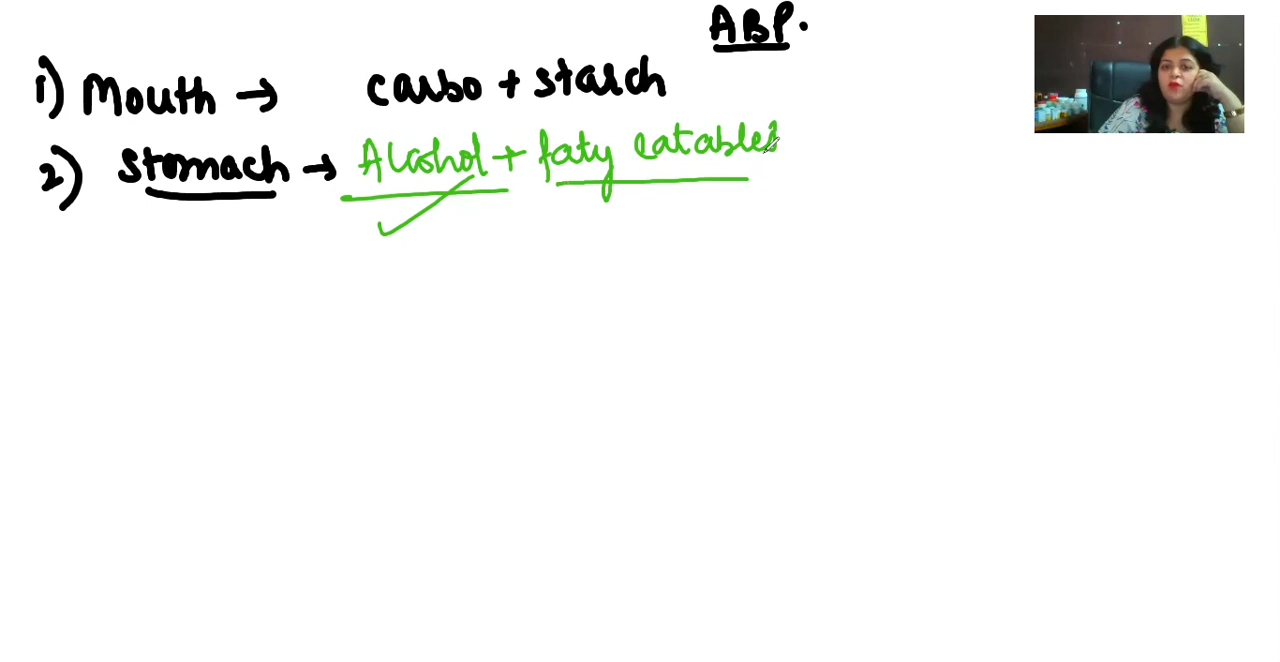 ABP.
1) Mouth → carbo + starch
2) Stomach → Alcohol + faty eatables